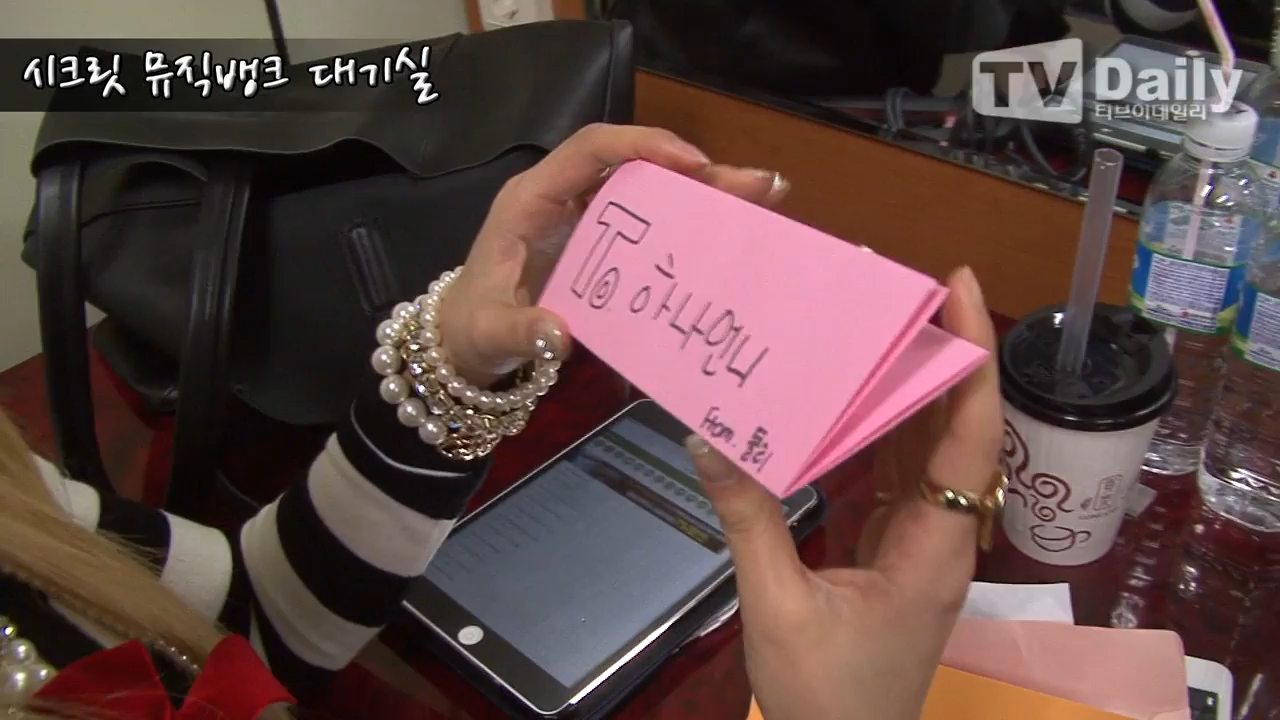 시크릿 뮤직뱅크 대기실
TV Daily
티브이데일리
To 하나언니
From. 둘리